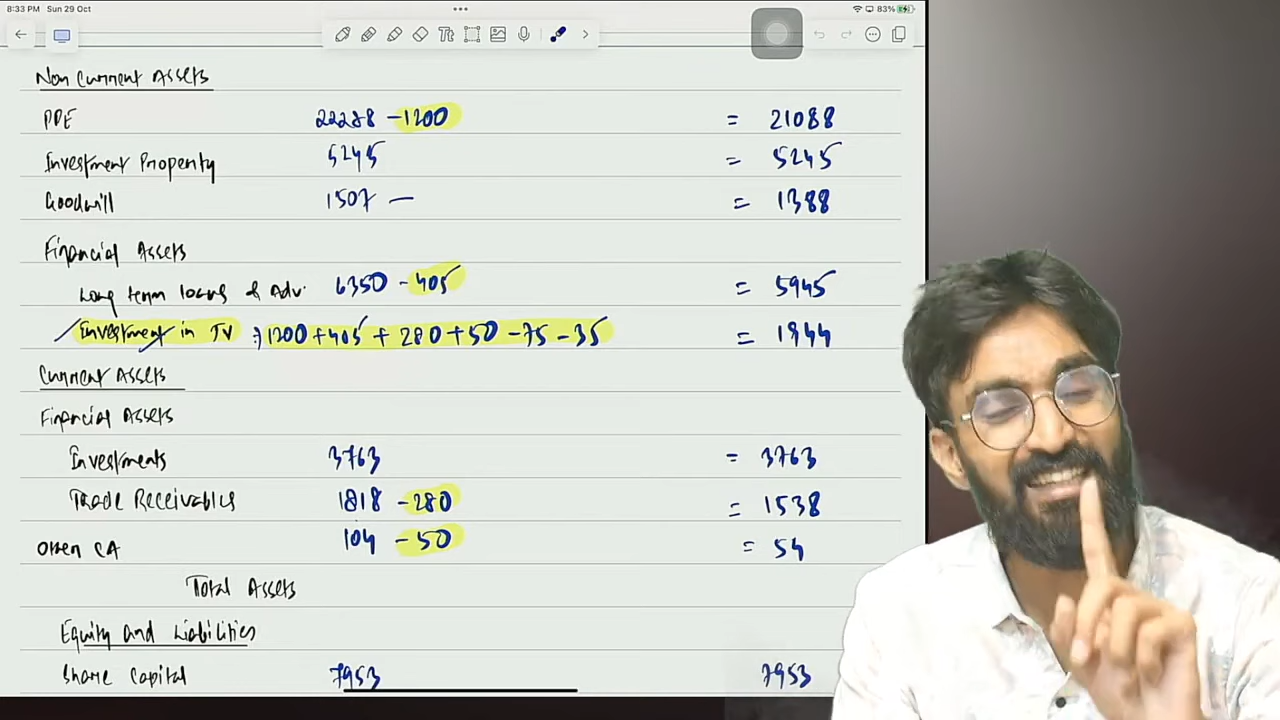 8:33 PM Sun 29 Oct 83%
Non Current Assets
PPE 22288 -1200 = 21088
Investment Property 5245 = 5245
Goodwill 1507 — = 1388
Financial Assets
Long term loans & Adv. 6350 - 405 = 5945
Investment in JV :- 1200 + 405 + 280 + 50 - 75 - 35 = 1944
Current Assets
Financial Assets
Investments 3763 = 3763
Trade Receivables 1818 - 280 = 1538
Other CA 104 - 50 = 54
Total Assets
Equity and Liabilities
Share Capital 7953 7953